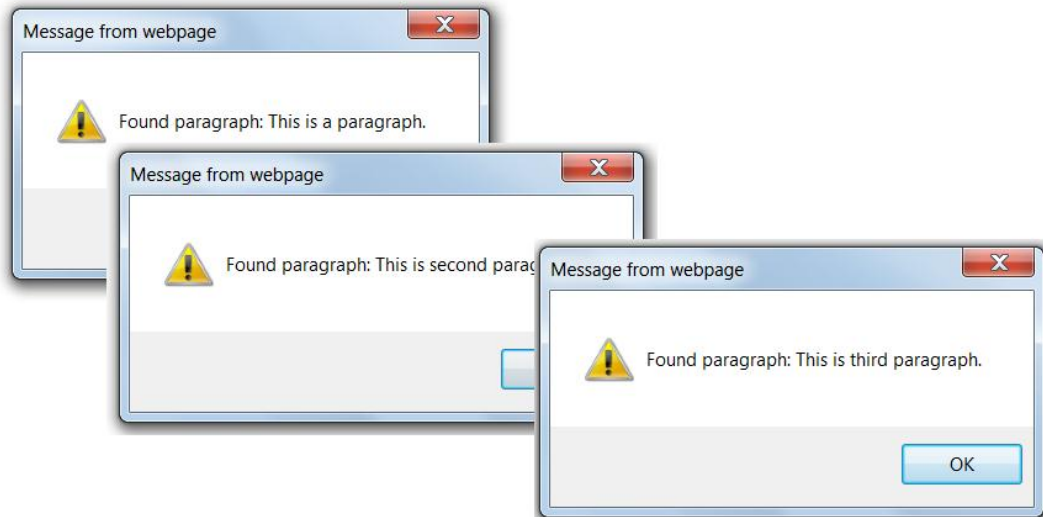 Message from webpage
Found paragraph: This is a paragraph.
Message from webpage
Found paragraph: This is second
Message from webpage
Found paragraph: This is third paragraph.
OK